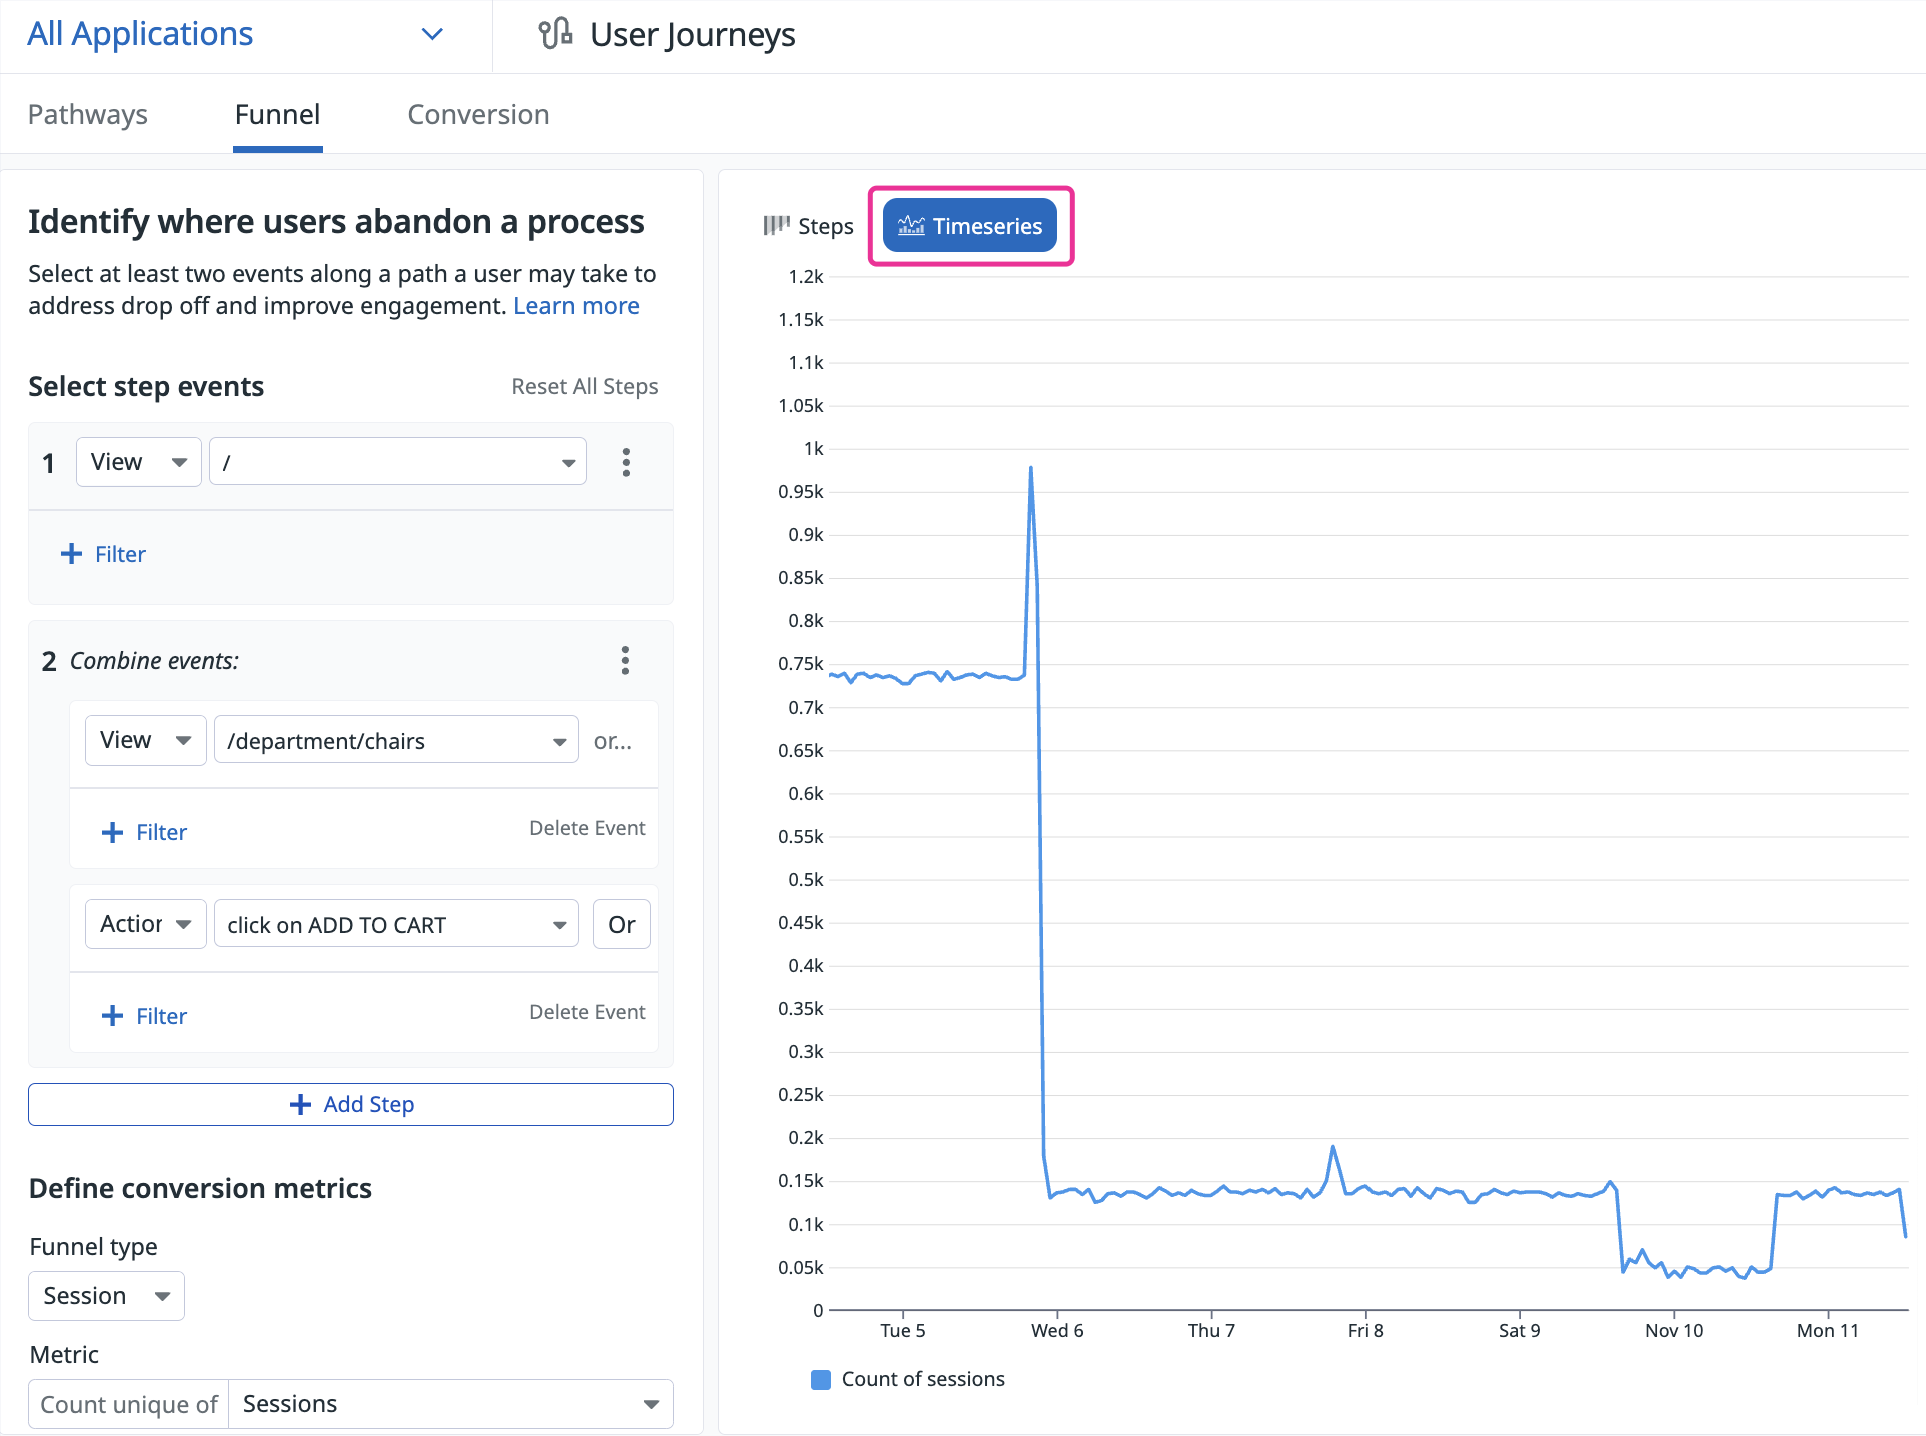 All Applications
User Journeys
Pathways
Funnel
Conversion
Identify where users abandon a process
Select at least two events along a path a user may take to
address drop off and improve engagement. Learn more
Select step events
Reset All Steps
1 View /
Filter
2 Combine events:
View /department/chairs or...
Filter
Delete Event
Action click on ADD TO CART Or
Filter
Delete Event
Add Step
Define conversion metrics
Funnel type
Session
Metric
Count unique of Sessions
Steps
Timeseries
1.2k
1.15k
1.1k
1.05k
1k
0.95k
0.9k
0.85k
0.8k
0.75k
0.7k
0.65k
0.6k
0.55k
0.5k
0.45k
0.4k
0.35k
0.3k
0.25k
0.2k
0.15k
0.1k
0.05k
0
Tue 5 Wed 6 Thu 7 Fri 8 Sat 9 Nov 10 Mon 11
Count of sessions